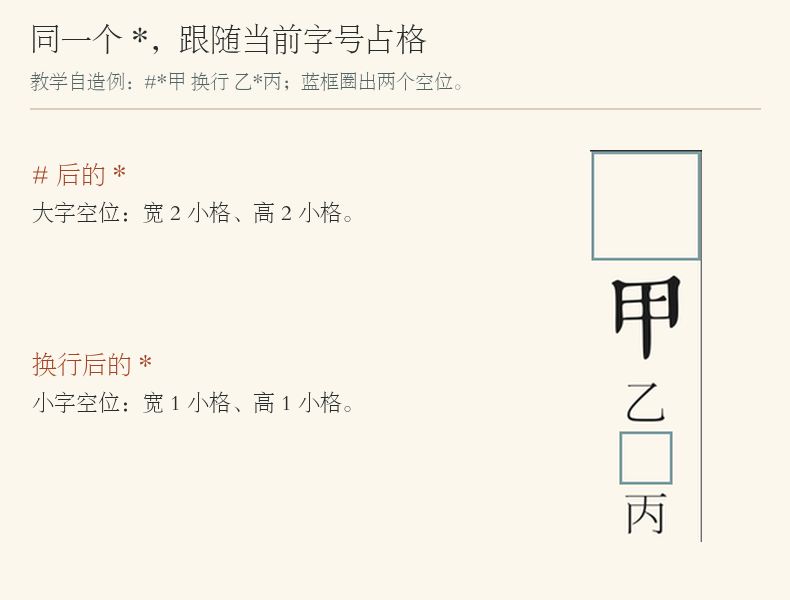 同一个 *，跟随当前字号占格
教学自造例：#*甲 换行 乙*丙；蓝框圈出两个空位。
# 后的 *
大字空位：宽 2 小格、高 2 小格。
换行后的 *
小字空位：宽 1 小格、高 1 小格。
甲
乙
丙